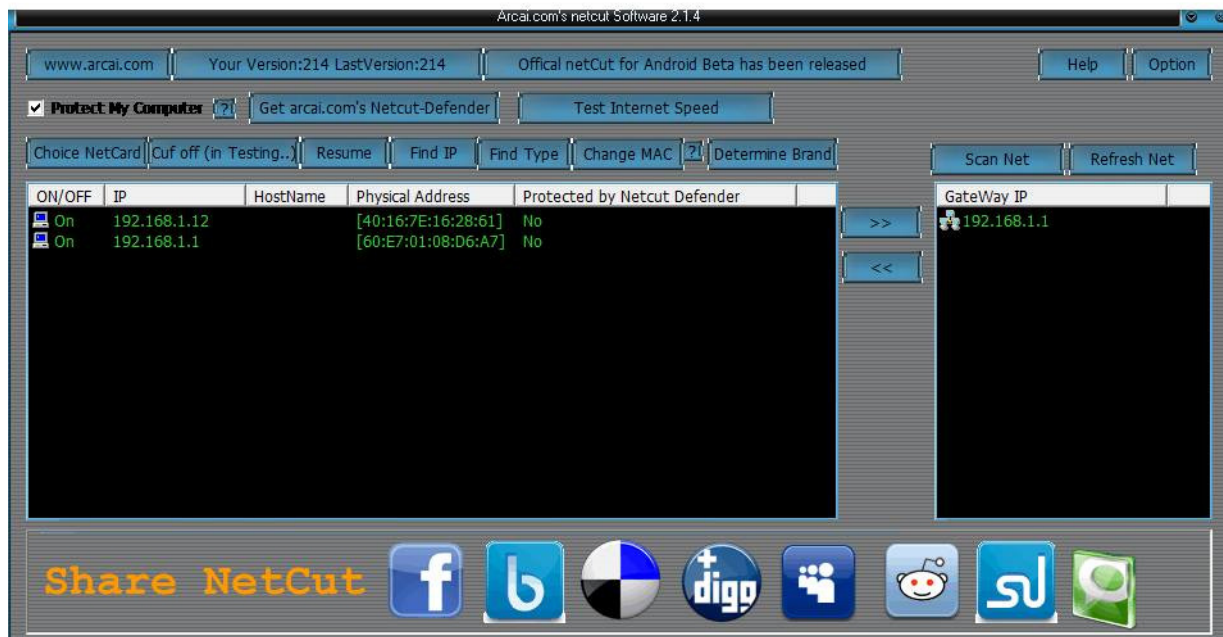 Arcai.com's netcut Software 2.1.4
www.arcai.com Your Version:214 LastVersion:214 Offical netCut for Android Beta has been released Help Option
Protect My Computer ? Get arcai.com's Netcut-Defender Test Internet Speed
Choice NetCard Cuf off (in Testing..) Resume Find IP Find Type Change MAC ? Determine Brand Scan Net Refresh Net
ON/OFF IP HostName Physical Address Protected by Netcut Defender GateWay IP
On 192.168.1.12 [40:16:7E:16:28:61] No >> 192.168.1.1
On 192.168.1.1 [60:E7:01:08:D6:A7] No
<<
Share NetCut f b digg su